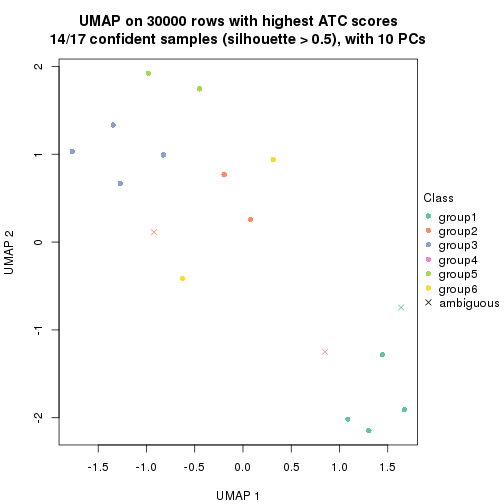 UMAP on 30000 rows with highest ATC scores
14/17 confident samples (silhouette > 0.5), with 10 PCs
2
1
0
-1
-2
UMAP 2
-1.5
-1.0
-0.5
0.0
0.5
1.0
1.5
UMAP 1
Class
group1
group2
group3
group4
group5
group6
ambiguous